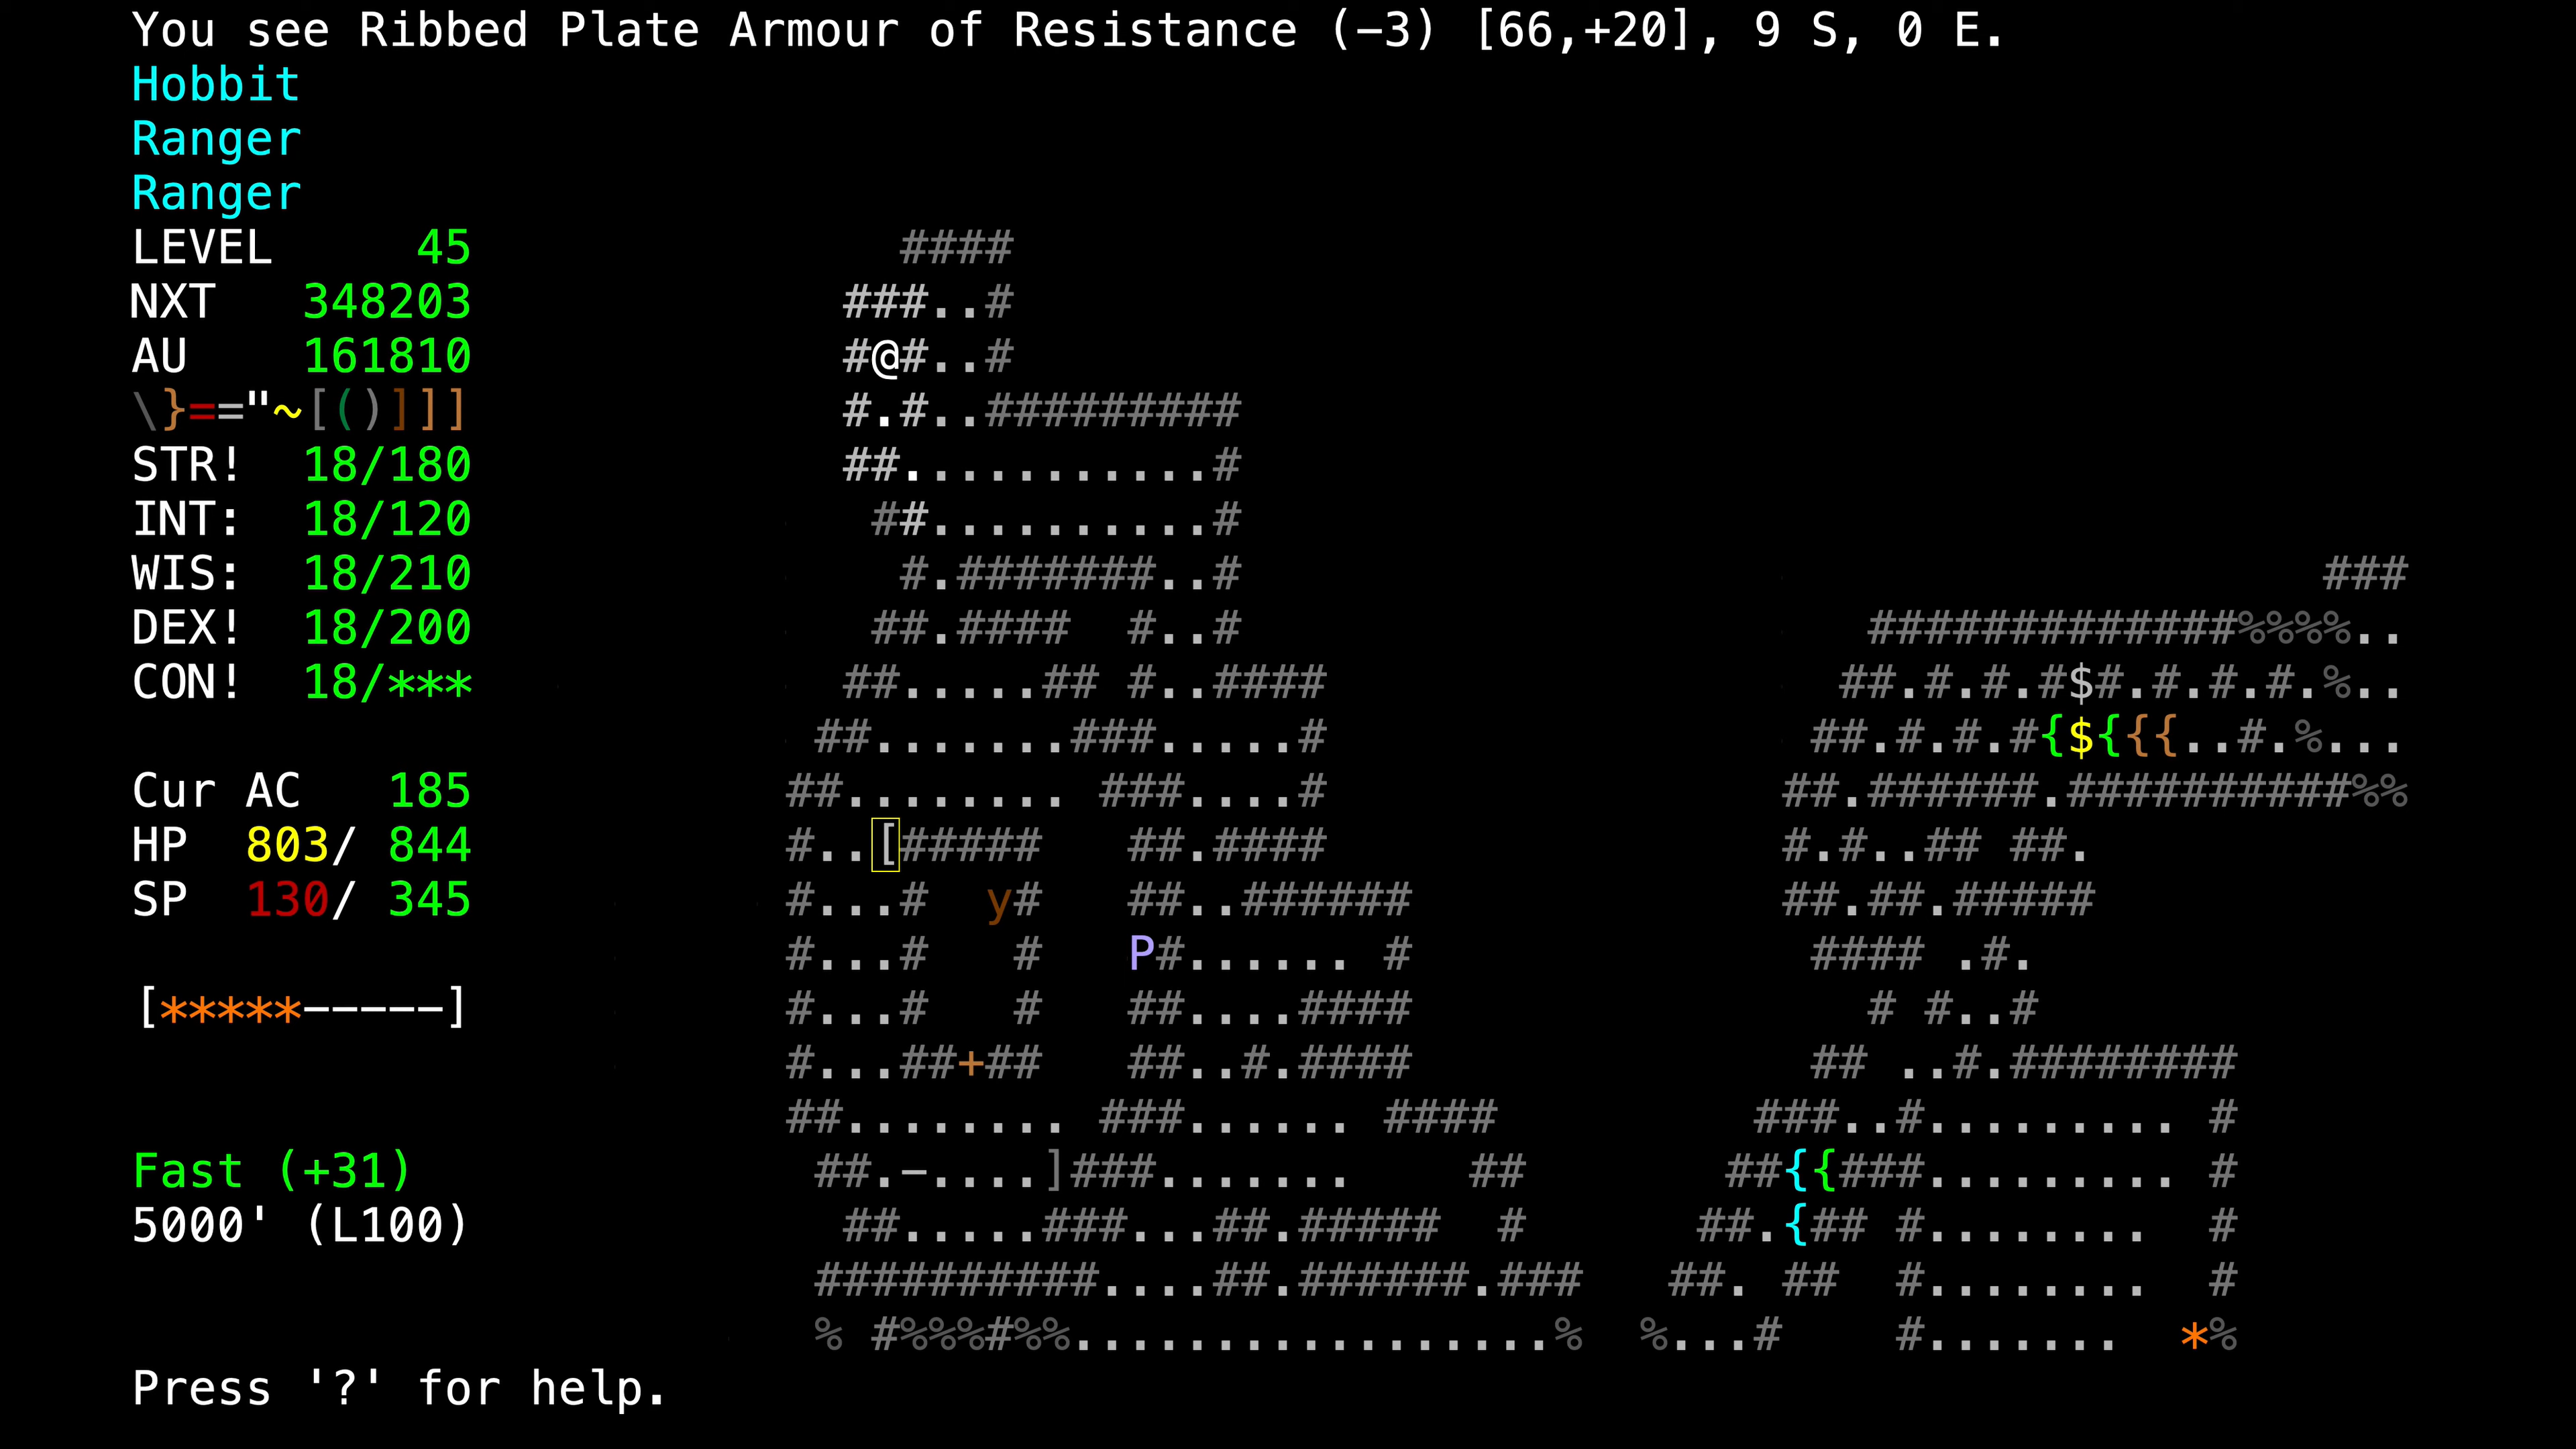 You see Ribbed Plate Armour of Resistance (−3) [66,+20], 9 S, 0 E.
Hobbit
Ranger
Ranger
LEVEL    45 ####
NXT 348203 ###..#
AU 161810 #@#..#
\}=="~[()]]] #.#..#########
STR! 18/180 ##...........#
INT: 18/120 ##..........#
WIS: 18/210 #.#######..# ###
DEX! 18/200 ##.#### #..# #############%%%%..
CON! 18/*** ##.....## #..#### ##.#.#.#$#.#.#.#.%..
##.......###.....# ##.#.#.#{${{{..#.%...
Cur AC 185 ##........ ###....# ##.######.##########%%
HP 803/ 844 #..[##### ##.#### #.#..## ##.
SP 130/ 345 #...# y# ##..###### ##.##.#####
#...# # P#...... # #### .#.
[*****−−−−−] #...# # ##....#### # #..#
#...##+## ##..#.#### ## ..#.########
##........ ###...... #### ###..#......... #
Fast (+31) ##.−....]###....... ## ##{{###......... #
5000' (L100) ##.....###...##.##### # ##.{## #........ #
##########....##.######.### ##. ## #........ #
% #%%%#%%.................% %...# #....... *%
Press '?' for help.